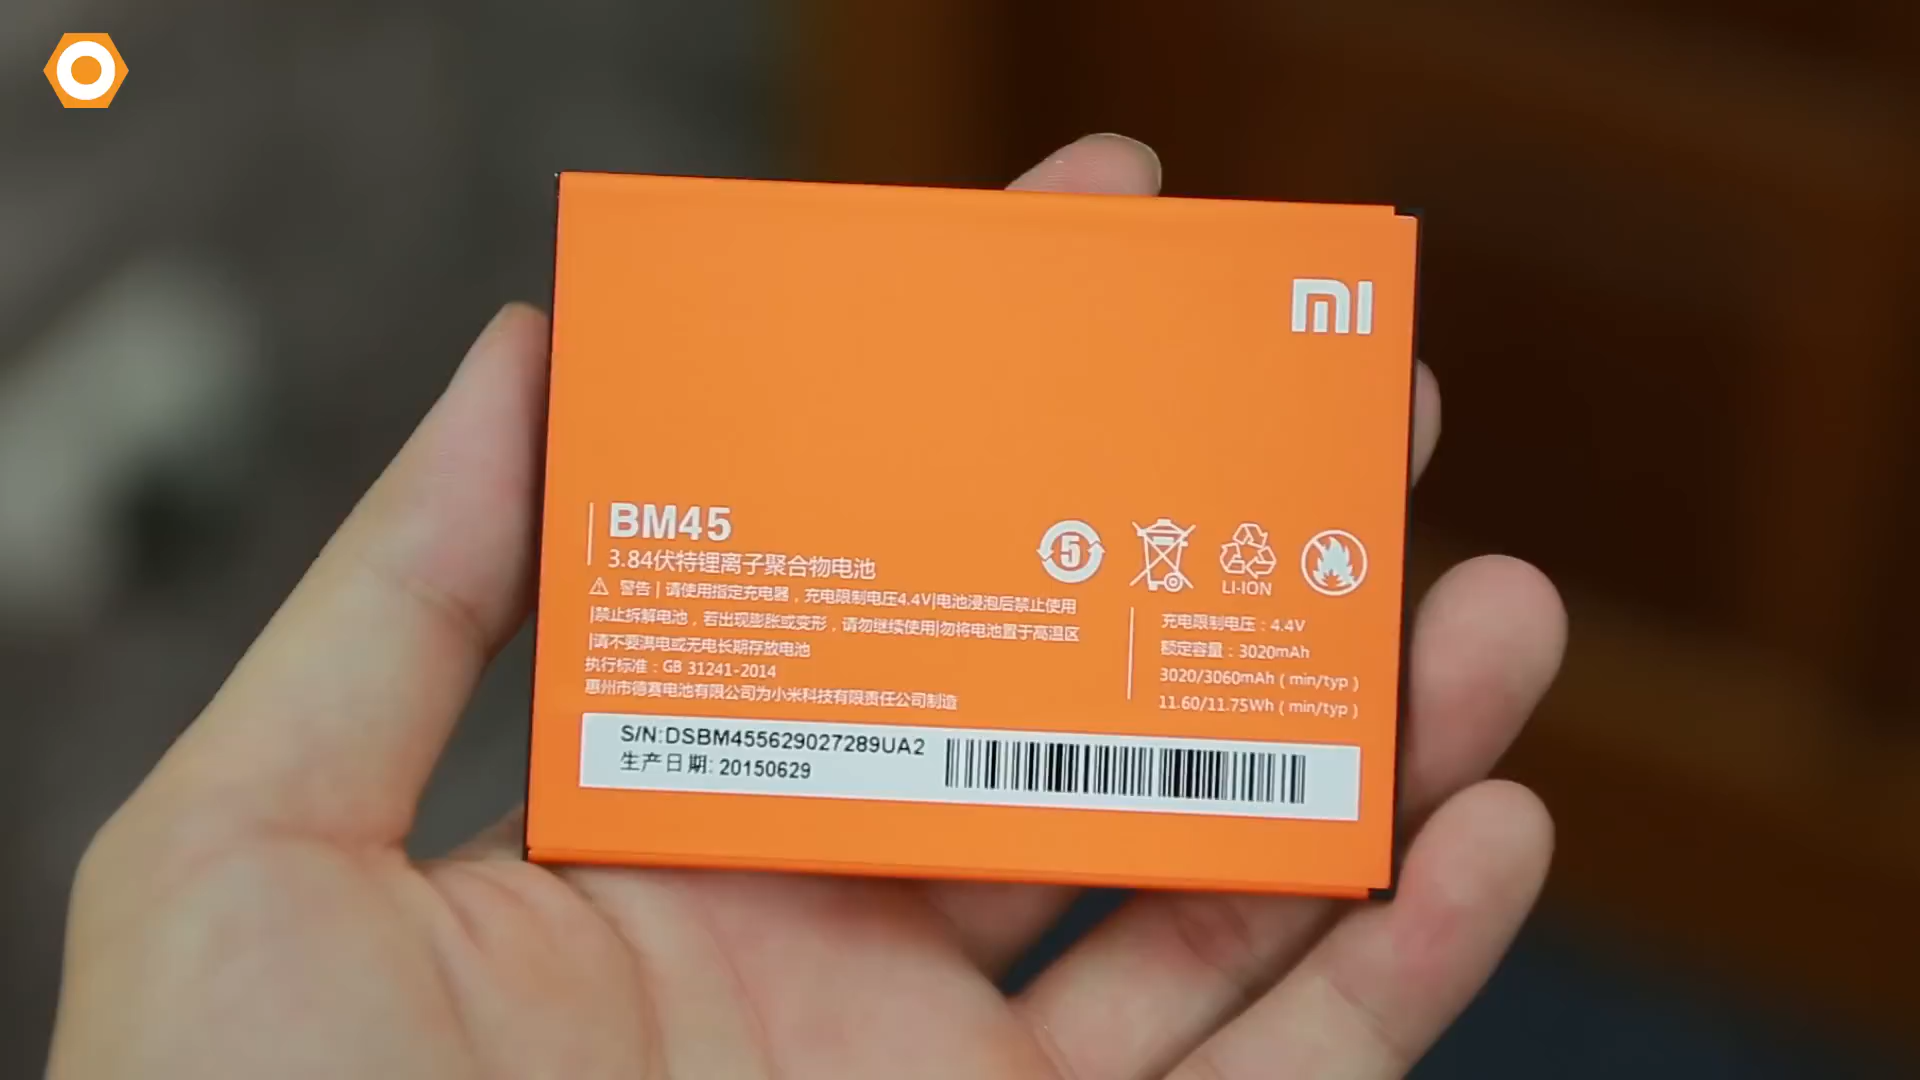 MI
BM45
3.84伏特锂离子聚合物电池
警告|请使用指定充电器，充电限制电压4.4V|电池浸泡后禁止使用
|禁止拆解电池，若出现膨胀或变形，请勿继续使用|勿将电池置于高温区
|请不要满电或无电长期存放电池
执行标准：GB 31241-2014
惠州市德赛电池有限公司为小米科技有限责任公司制造
5
LI-ION
充电限制电压：4.4V
额定容量：3020mAh
3020/3060mAh ( min/typ )
11.60/11.75Wh ( min/typ )
S/N:DSBM455629027289UA2
生产日期: 20150629